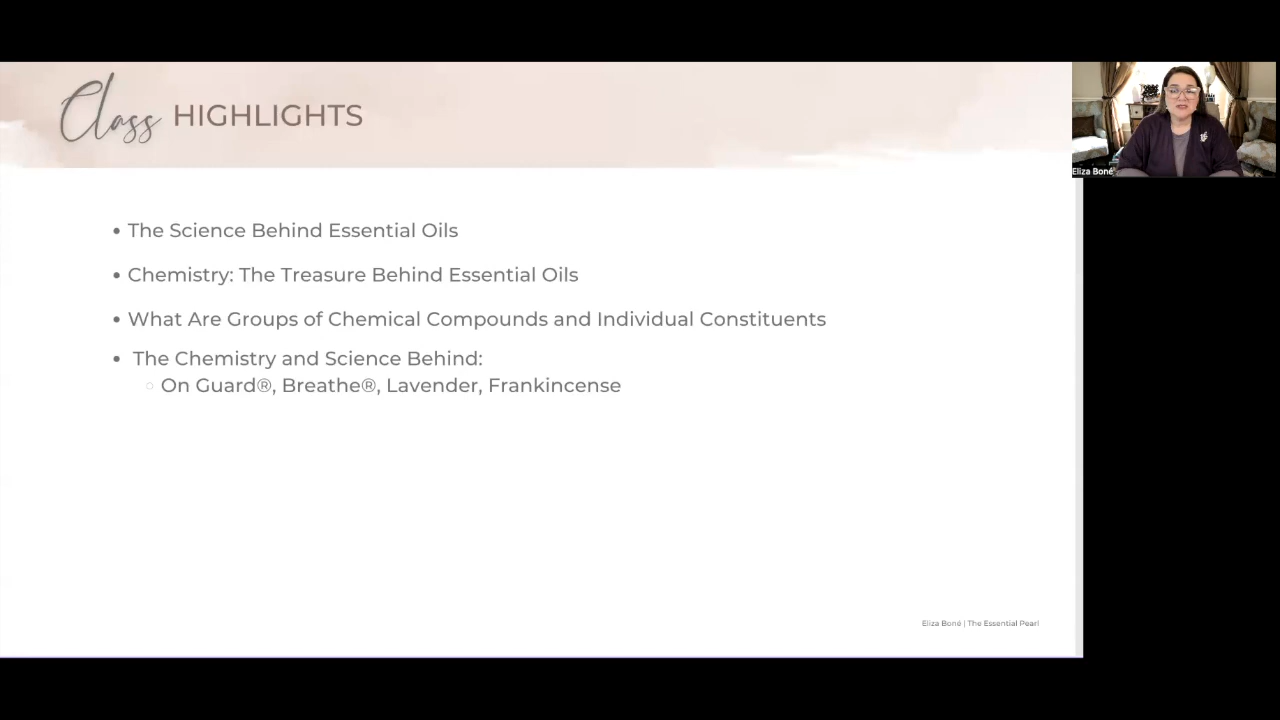 Class HIGHLIGHTS
Eliza Boné
• The Science Behind Essential Oils
• Chemistry: The Treasure Behind Essential Oils
• What Are Groups of Chemical Compounds and Individual Constituents
• The Chemistry and Science Behind:
○ On Guard®, Breathe®, Lavender, Frankincense
Eliza Boné | The Essential Pearl